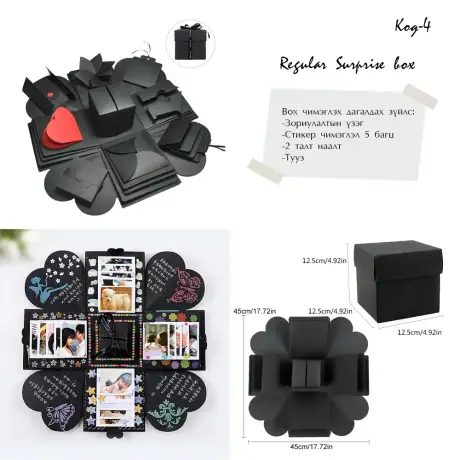 Код-4
Regular Surprise box
Box чимэглэх дагалдах зүйлс:
-Зориулалтын үзэг
-Стикер чимэглэл 5 багц
-2 талт наалт
-Тууз
12.5cm/4.92in
45cm/17.72in
12.5cm/4.92in
12.5cm/4.92in
45cm/17.72in